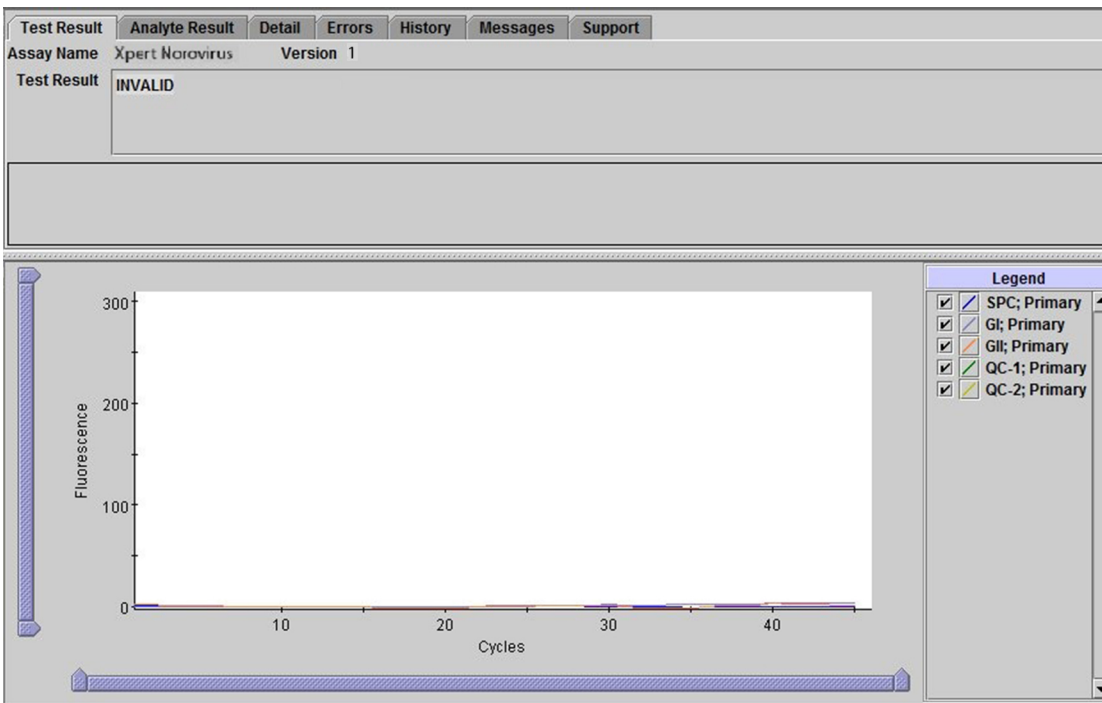 Test Result Analyte Result Detail Errors History Messages Support
Assay Name Xpert Norovirus Version 1
Test Result INVALID
Legend
SPC; Primary
GI; Primary
GII; Primary
QC-1; Primary
QC-2; Primary
300
200
100
0
Fluorescence
10 20 30 40
Cycles